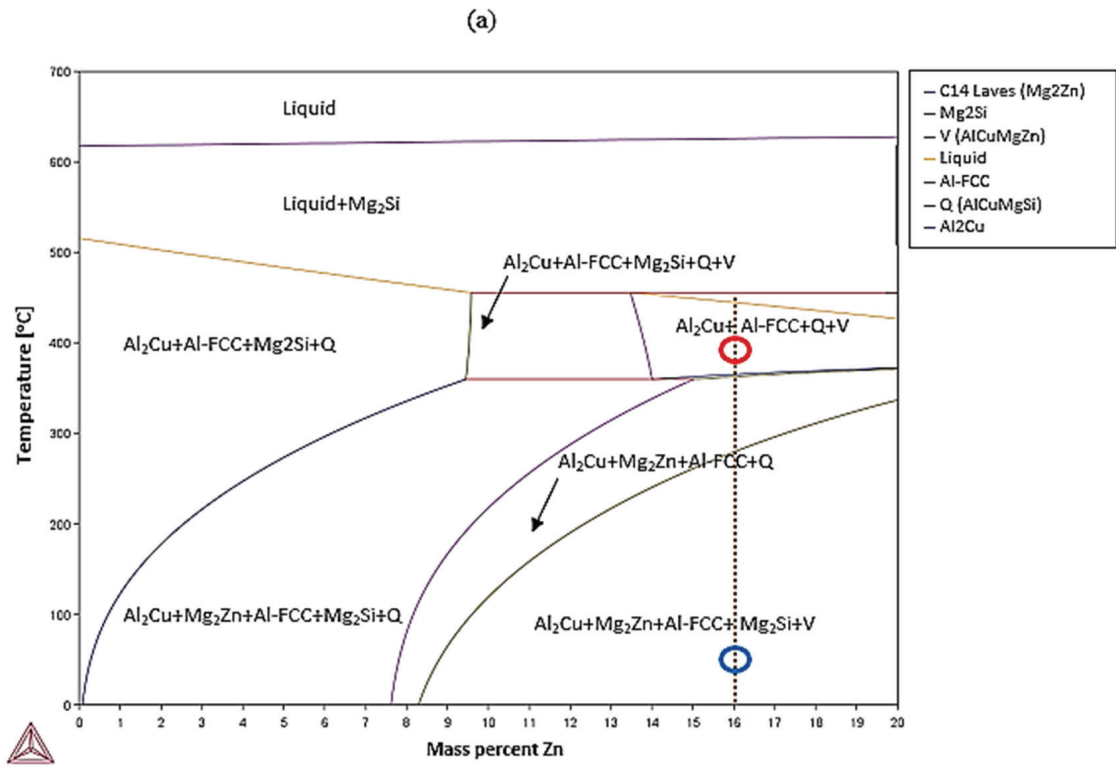 (a)
700
600
500
400
300
200
100
0
Temperature [°C]
Liquid
Liquid+Mg₂Si
Al₂Cu+Al-FCC+Mg₂Si+Q+V
Al₂Cu+Al-FCC+Mg2Si+Q
Al₂Cu+ Al-FCC+Q+V
Al₂Cu+Mg₂Zn+Al-FCC+Q
Al₂Cu+Mg₂Zn+Al-FCC+Mg₂Si+Q
Al₂Cu+Mg₂Zn+Al-FCC+ Mg₂Si+V
0 1 2 3 4 5 6 7 8 9 10 11 12 13 14 15 16 17 18 19 20
Mass percent Zn
C14 Laves (Mg2Zn)
Mg2Si
V (AlCuMgZn)
Liquid
Al-FCC
Q (AlCuMgSi)
Al2Cu